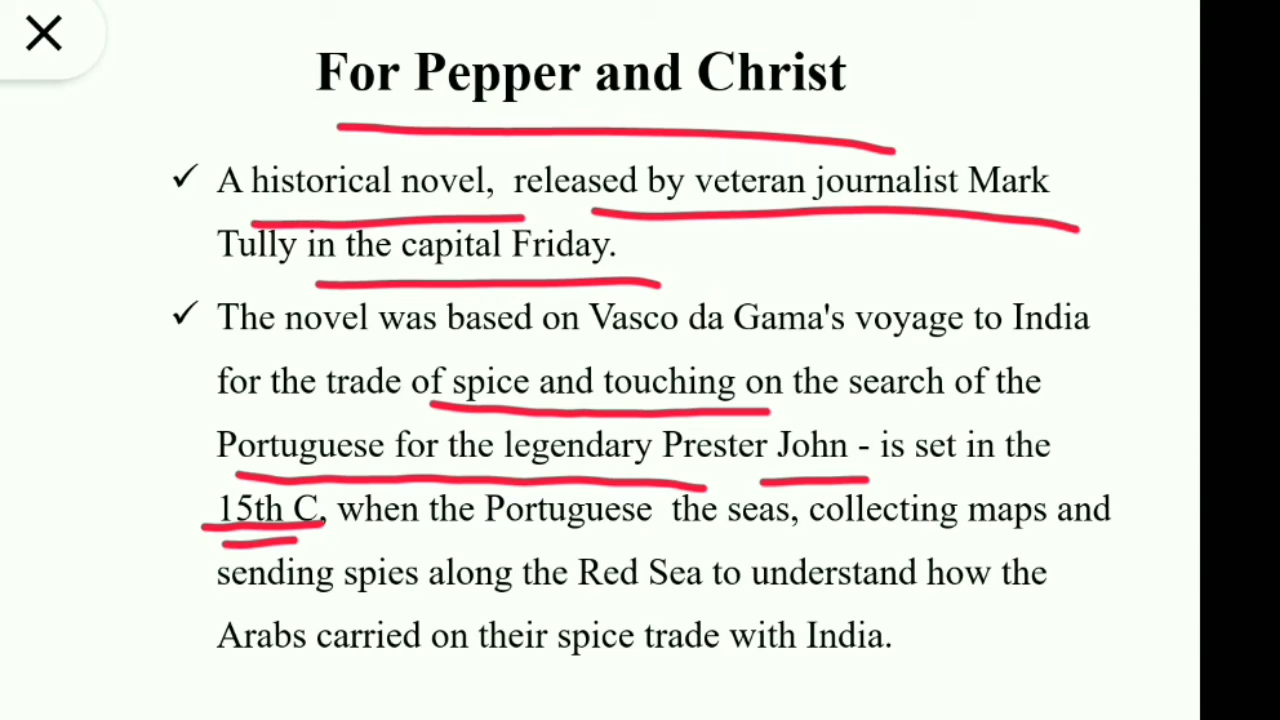 For Pepper and Christ
✓ A historical novel,  released by veteran journalist Mark
Tully in the capital Friday.
✓ The novel was based on Vasco da Gama's voyage to India
for the trade of spice and touching on the search of the
Portuguese for the legendary Prester John - is set in the
15th C, when the Portuguese  the seas, collecting maps and
sending spies along the Red Sea to understand how the
Arabs carried on their spice trade with India.